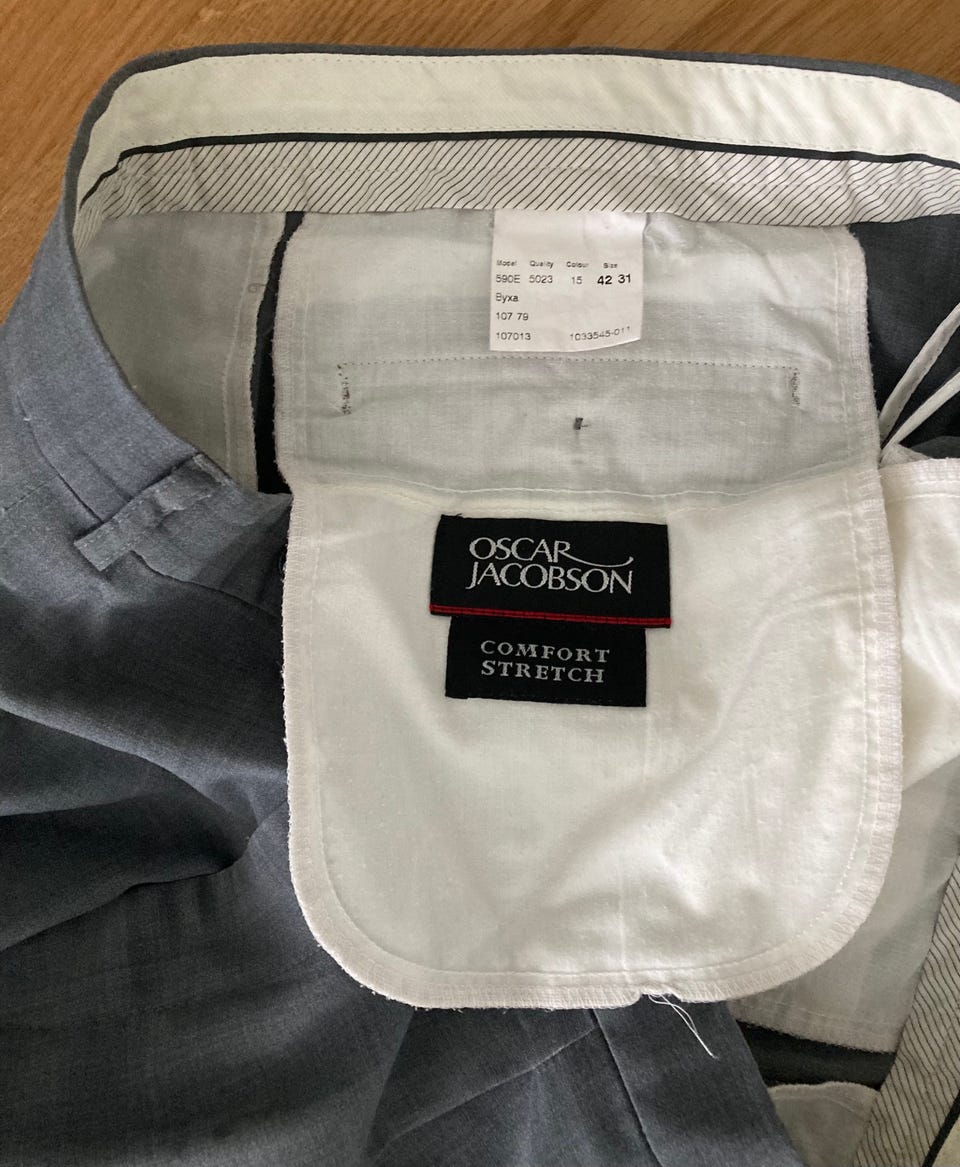 Model Quality Colour Size
590E 5023 15 42 31
Byxa
107 79
107013 1033545-011
OSCAR
JACOBSON
COMFORT
STRETCH